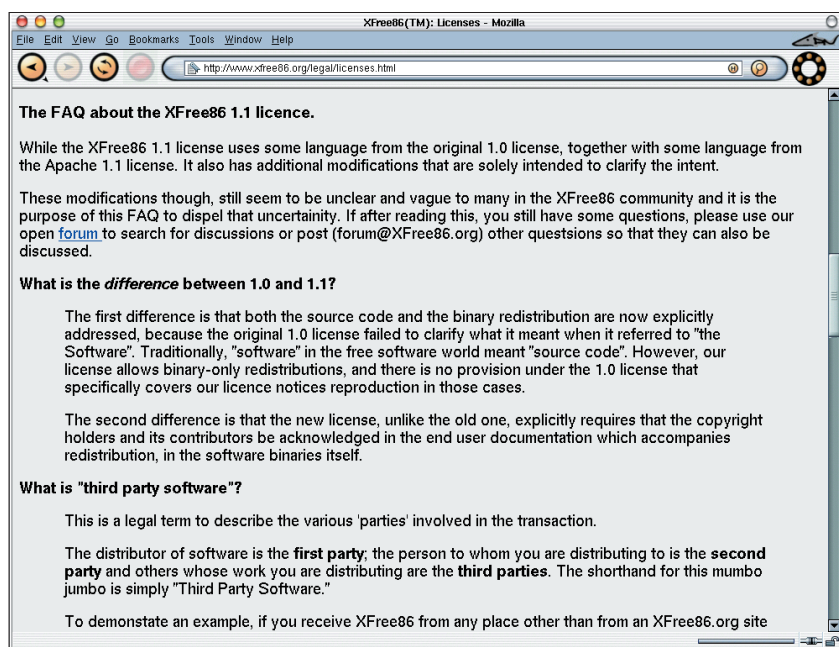 XFree86(TM): Licenses - Mozilla
File Edit View Go Bookmarks Tools Window Help
http://www.xfree86.org/legal/licenses.html
The FAQ about the XFree86 1.1 licence.
While the XFree86 1.1 license uses some language from the original 1.0 license, together with some language from
the Apache 1.1 license. It also has additional modifications that are solely intended to clarify the intent.
These modifications though, still seem to be unclear and vague to many in the XFree86 community and it is the
purpose of this FAQ to dispel that uncertainity. If after reading this, you still have some questions, please use our
open forum to search for discussions or post (forum@XFree86.org) other questsions so that they can also be
discussed.
What is the difference between 1.0 and 1.1?
The first difference is that both the source code and the binary redistribution are now explicitly
addressed, because the original 1.0 license failed to clarify what it meant when it referred to "the
Software". Traditionally, "software" in the free software world meant "source code". However, our
license allows binary-only redistributions, and there is no provision under the 1.0 license that
specifically covers our licence notices reproduction in those cases.
The second difference is that the new license, unlike the old one, explicitly requires that the copyright
holders and its contributors be acknowledged in the end user documentation which accompanies
redistribution, in the software binaries itself.
What is "third party software"?
This is a legal term to describe the various 'parties' involved in the transaction.
The distributor of software is the first party; the person to whom you are distributing to is the second
party and others whose work you are distributing are the third parties. The shorthand for this mumbo
jumbo is simply "Third Party Software."
To demonstate an example, if you receive XFree86 from any place other than from an XFree86.org site